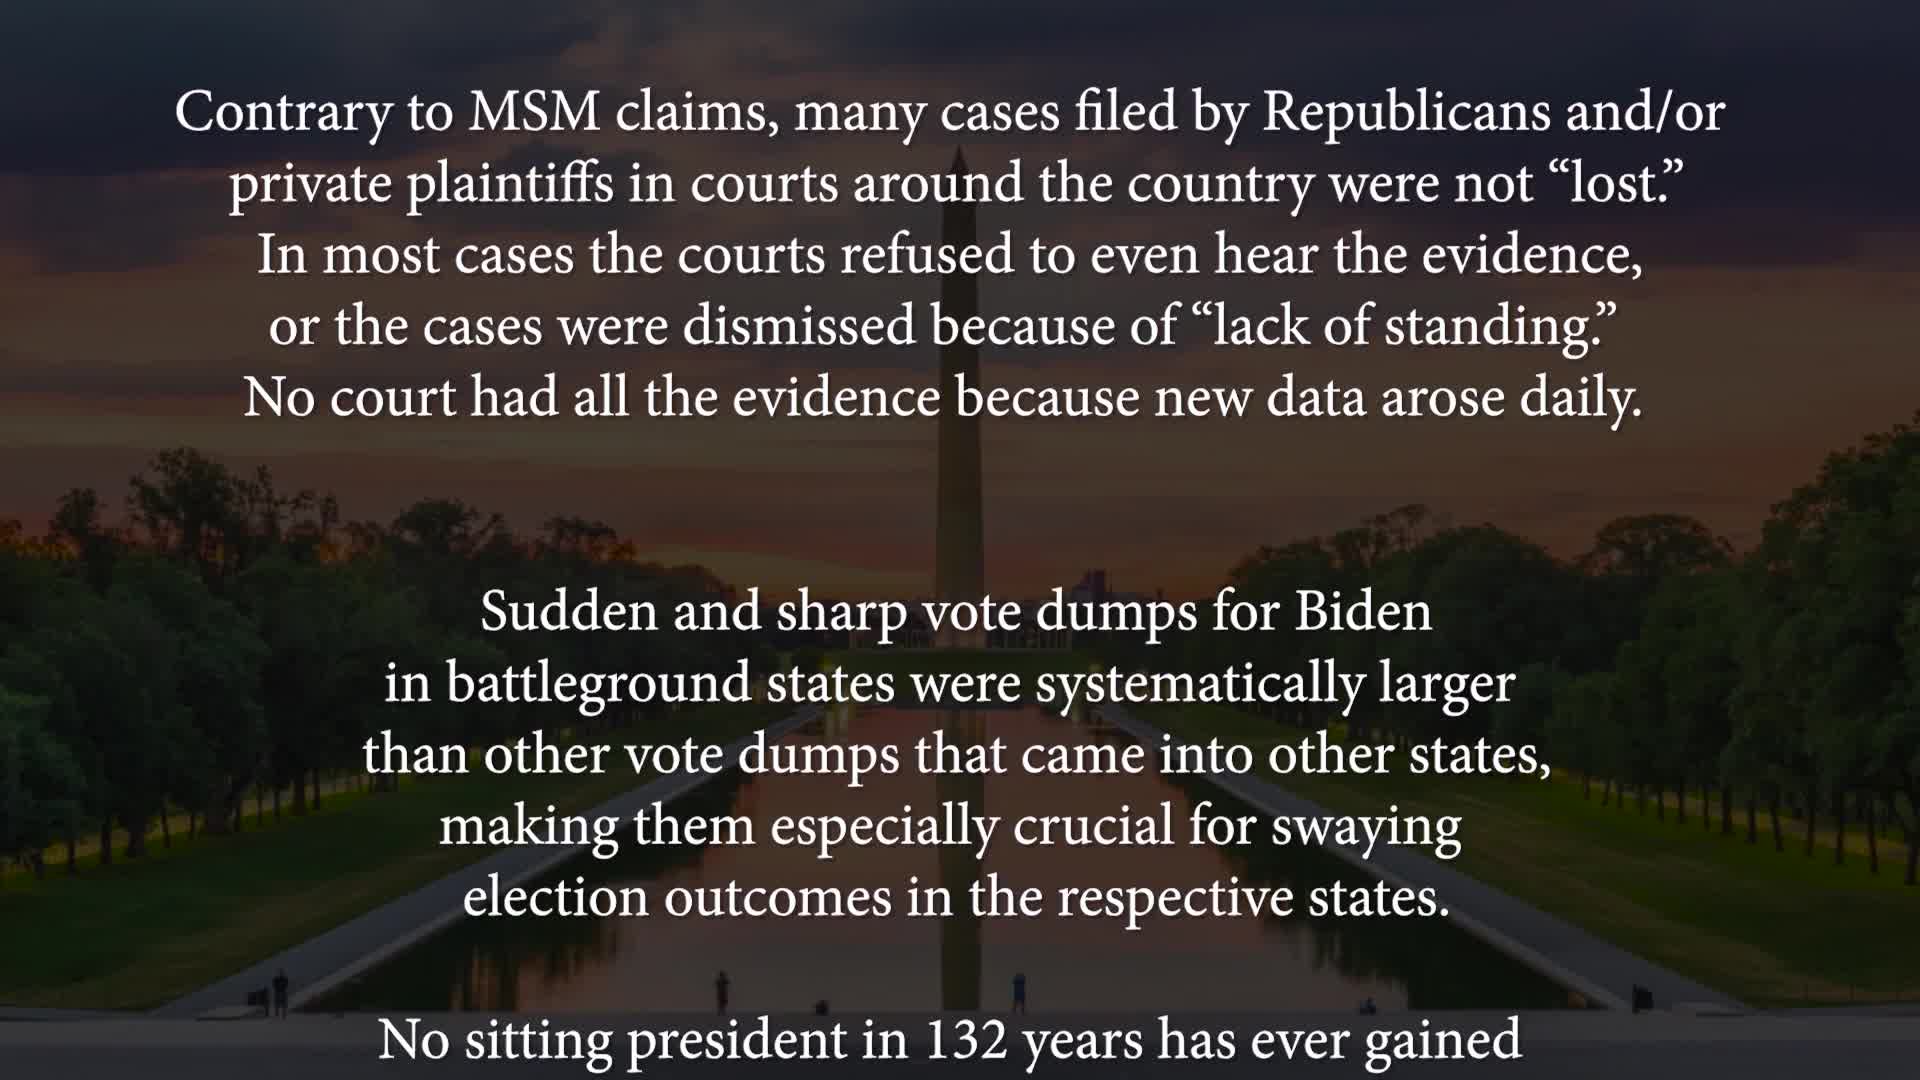 Contrary to MSM claims, many cases filed by Republicans and/or
private plaintiffs in courts around the country were not “lost.”
In most cases the courts refused to even hear the evidence,
or the cases were dismissed because of “lack of standing.”
No court had all the evidence because new data arose daily.
Sudden and sharp vote dumps for Biden
in battleground states were systematically larger
than other vote dumps that came into other states,
making them especially crucial for swaying
election outcomes in the respective states.
No sitting president in 132 years has ever gained